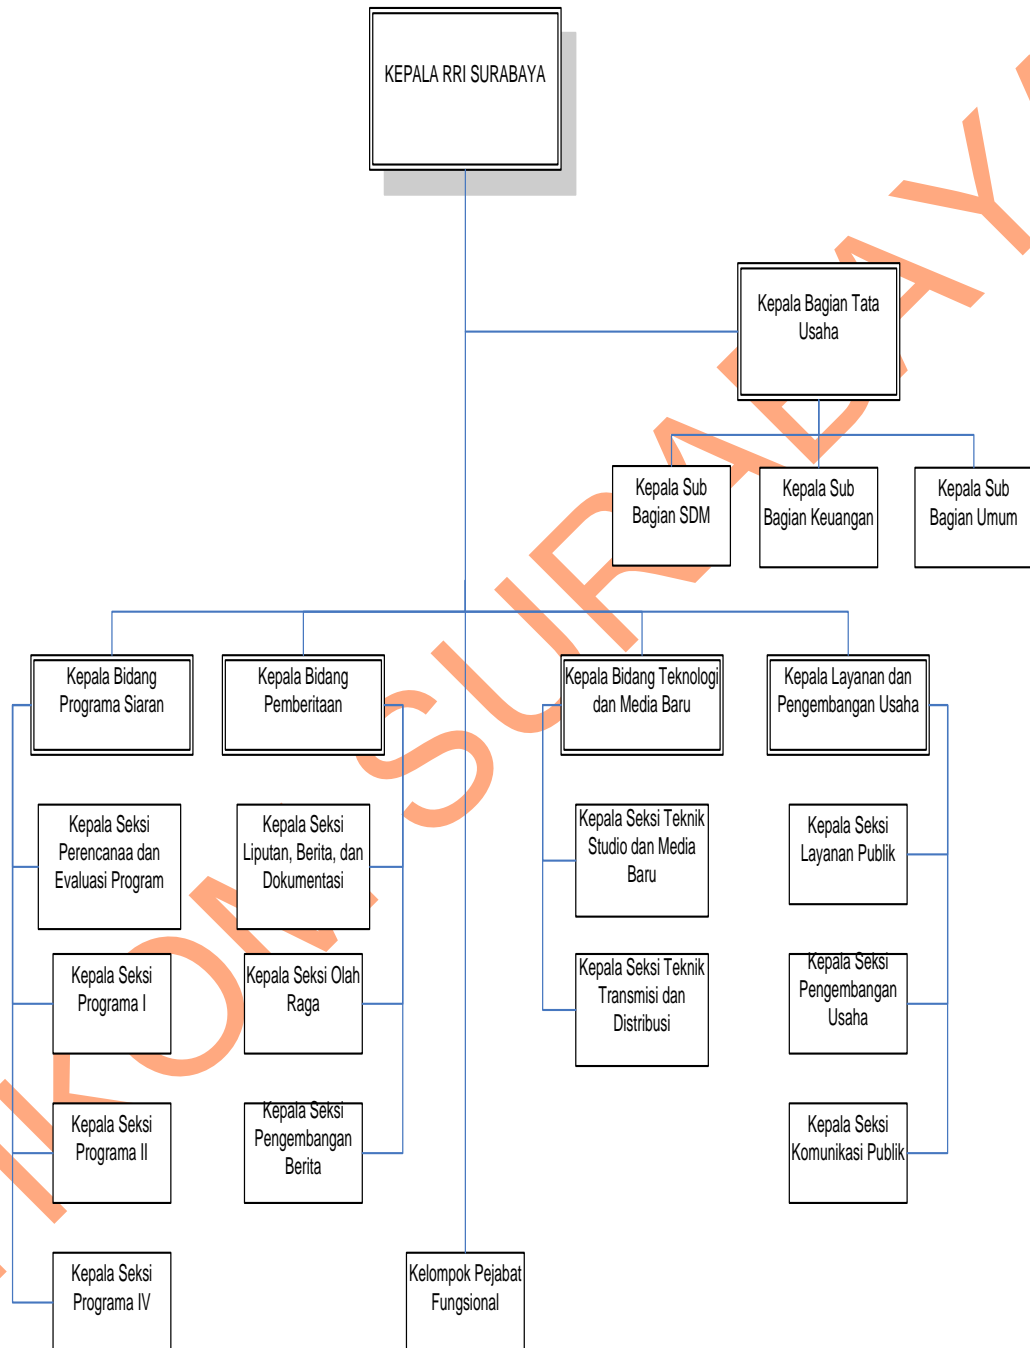 KEPALA RRI SURABAYA
Kepala Bagian Tata
Usaha
Kepala Sub
Bagian SDM
Kepala Sub
Bagian Keuangan
Kepala Sub
Bagian Umum
Kepala Bidang
Programa Siaran
Kepala Bidang
Pemberitaan
Kepala Bidang Teknologi
dan Media Baru
Kepala Layanan dan
Pengembangan Usaha
Kepala Seksi
Perencanaa dan
Evaluasi Program
Kepala Seksi
Liputan, Berita, dan
Dokumentasi
Kepala Seksi Teknik
Studio dan Media
Baru
Kepala Seksi
Layanan Publik
Kepala Seksi
Programa I
Kepala Seksi Olah
Raga
Kepala Seksi Teknik
Transmisi dan
Distribusi
Kepala Seksi
Pengembangan
Usaha
Kepala Seksi
Programa II
Kepala Seksi
Pengembangan
Berita
Kepala Seksi
Komunikasi Publik
Kepala Seksi
Programa IV
Kelompok Pejabat
Fungsional
IKOM SURABAYA